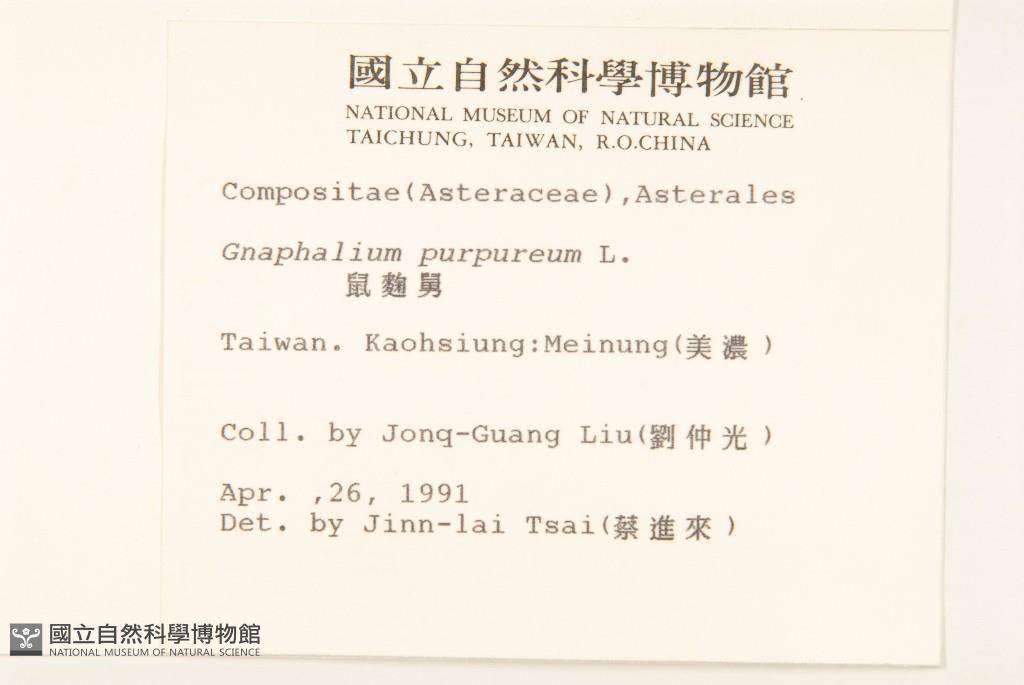 國立自然科學博物館
NATIONAL MUSEUM OF NATURAL SCIENCE
TAICHUNG, TAIWAN, R.O.CHINA
Compositae(Asteraceae),Asterales
Gnaphalium purpureum L.
鼠麴舅
Taiwan. Kaohsiung:Meinung(美濃)
Coll. by Jonq-Guang Liu(劉仲光)
Apr. ,26, 1991
Det. by Jinn-lai Tsai(蔡進來)
國立自然科學博物館
NATIONAL MUSEUM OF NATURAL SCIENCE